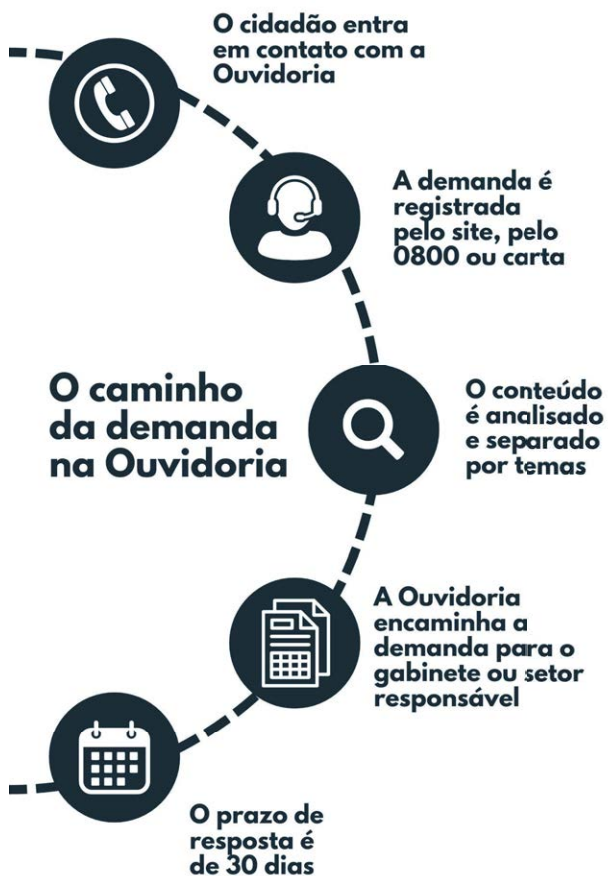 O cidadão entra
em contato com a
Ouvidoria
A demanda é
registrada
pelo site, pelo
0800 ou carta
O caminho
da demanda
na Ouvidoria
O conteúdo
é analisado
e separado
por temas
A Ouvidoria
encaminha a
demanda para o
gabinete ou setor
responsável
O prazo de
resposta é
de 30 dias